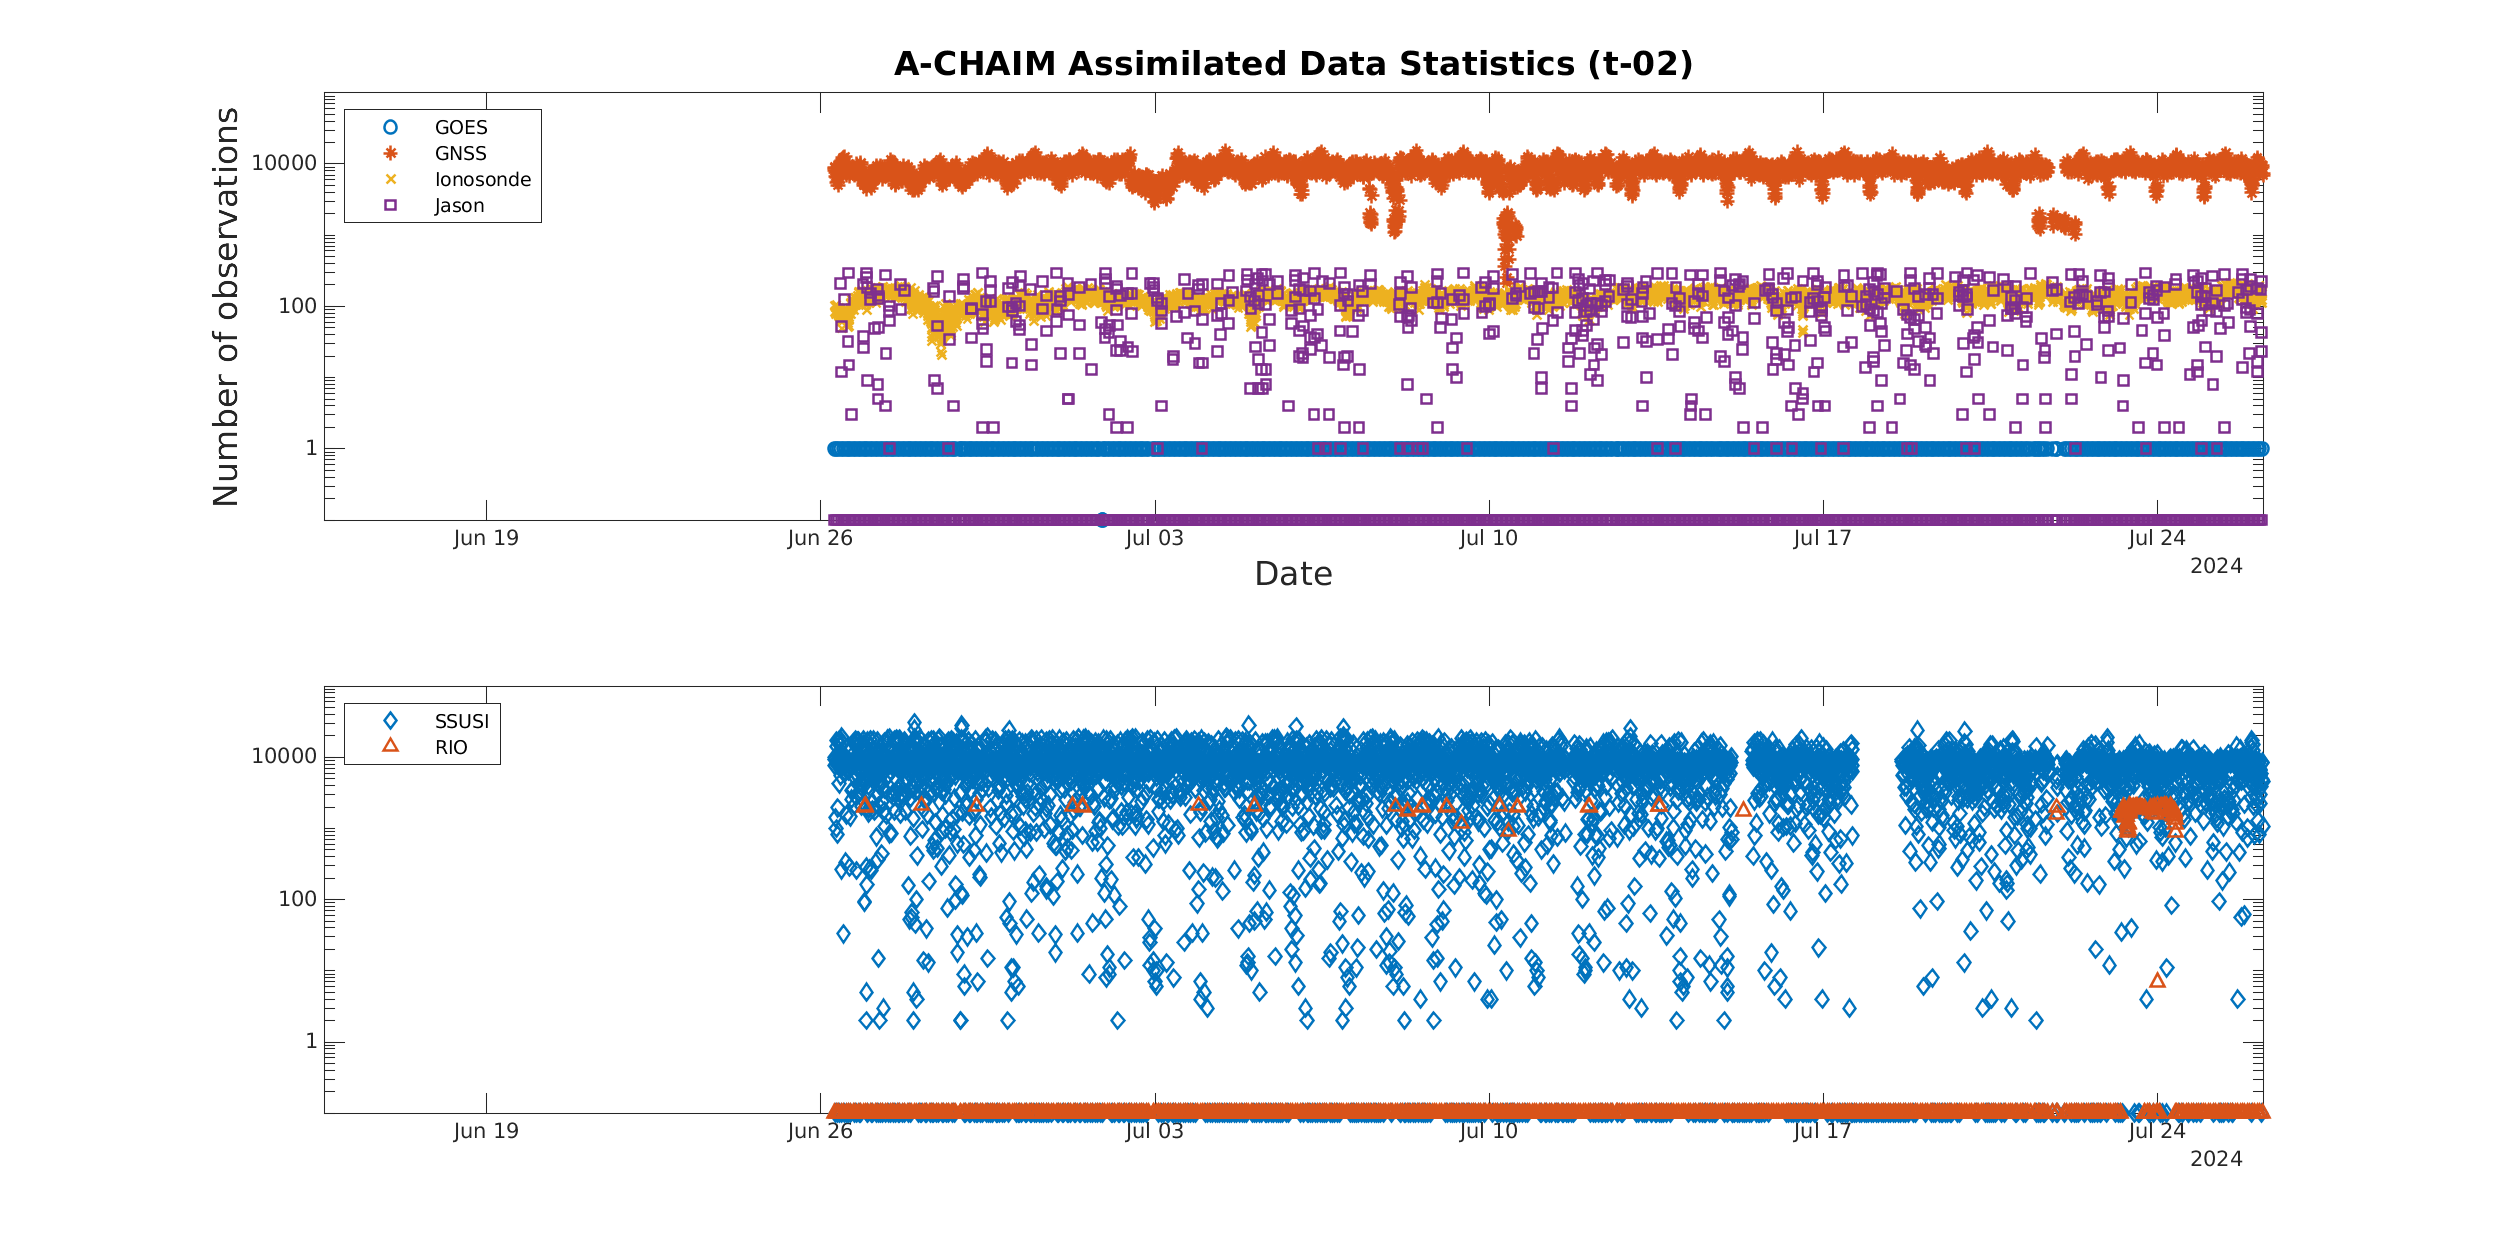 A-CHAIM Assimilated Data Statistics (t-02)
Number of observations
10000
100
1
GOES
GNSS
Ionosonde
Jason
Jun 19
Jun 26
Jul 03
Jul 10
Jul 17
Jul 24
2024
Date
10000
100
1
SSUSI
RIO
Jun 19
Jun 26
Jul 03
Jul 10
Jul 17
Jul 24
2024